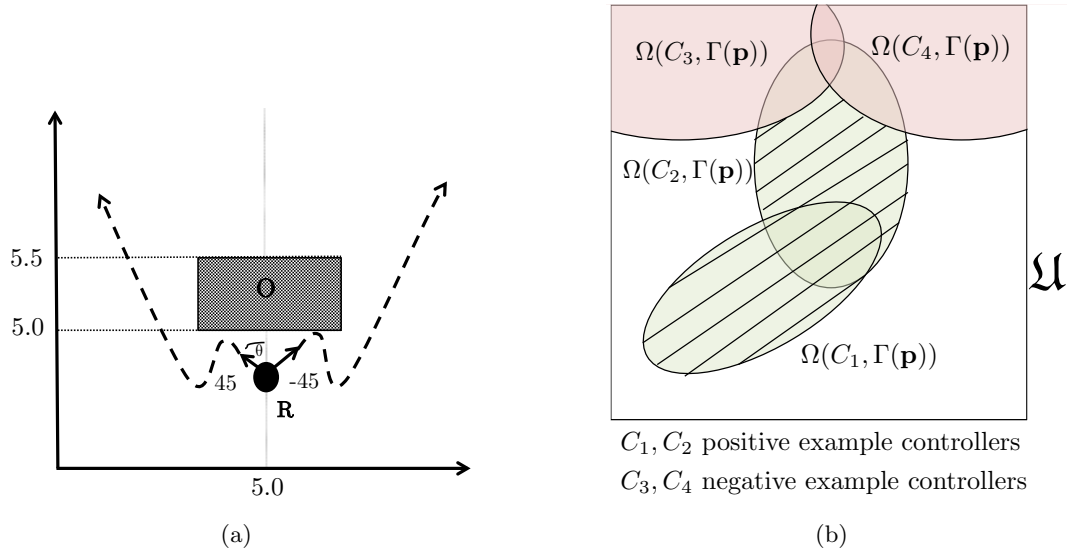 5.5
O
5.0
θ
45
-45
R
5.0
(a)
Ω(C₃, Γ(𝐩))
Ω(C₄, Γ(𝐩))
Ω(C₂, Γ(𝐩))
𝔘
Ω(C₁, Γ(𝐩))
C₁, C₂ positive example controllers
C₃, C₄ negative example controllers
(b)